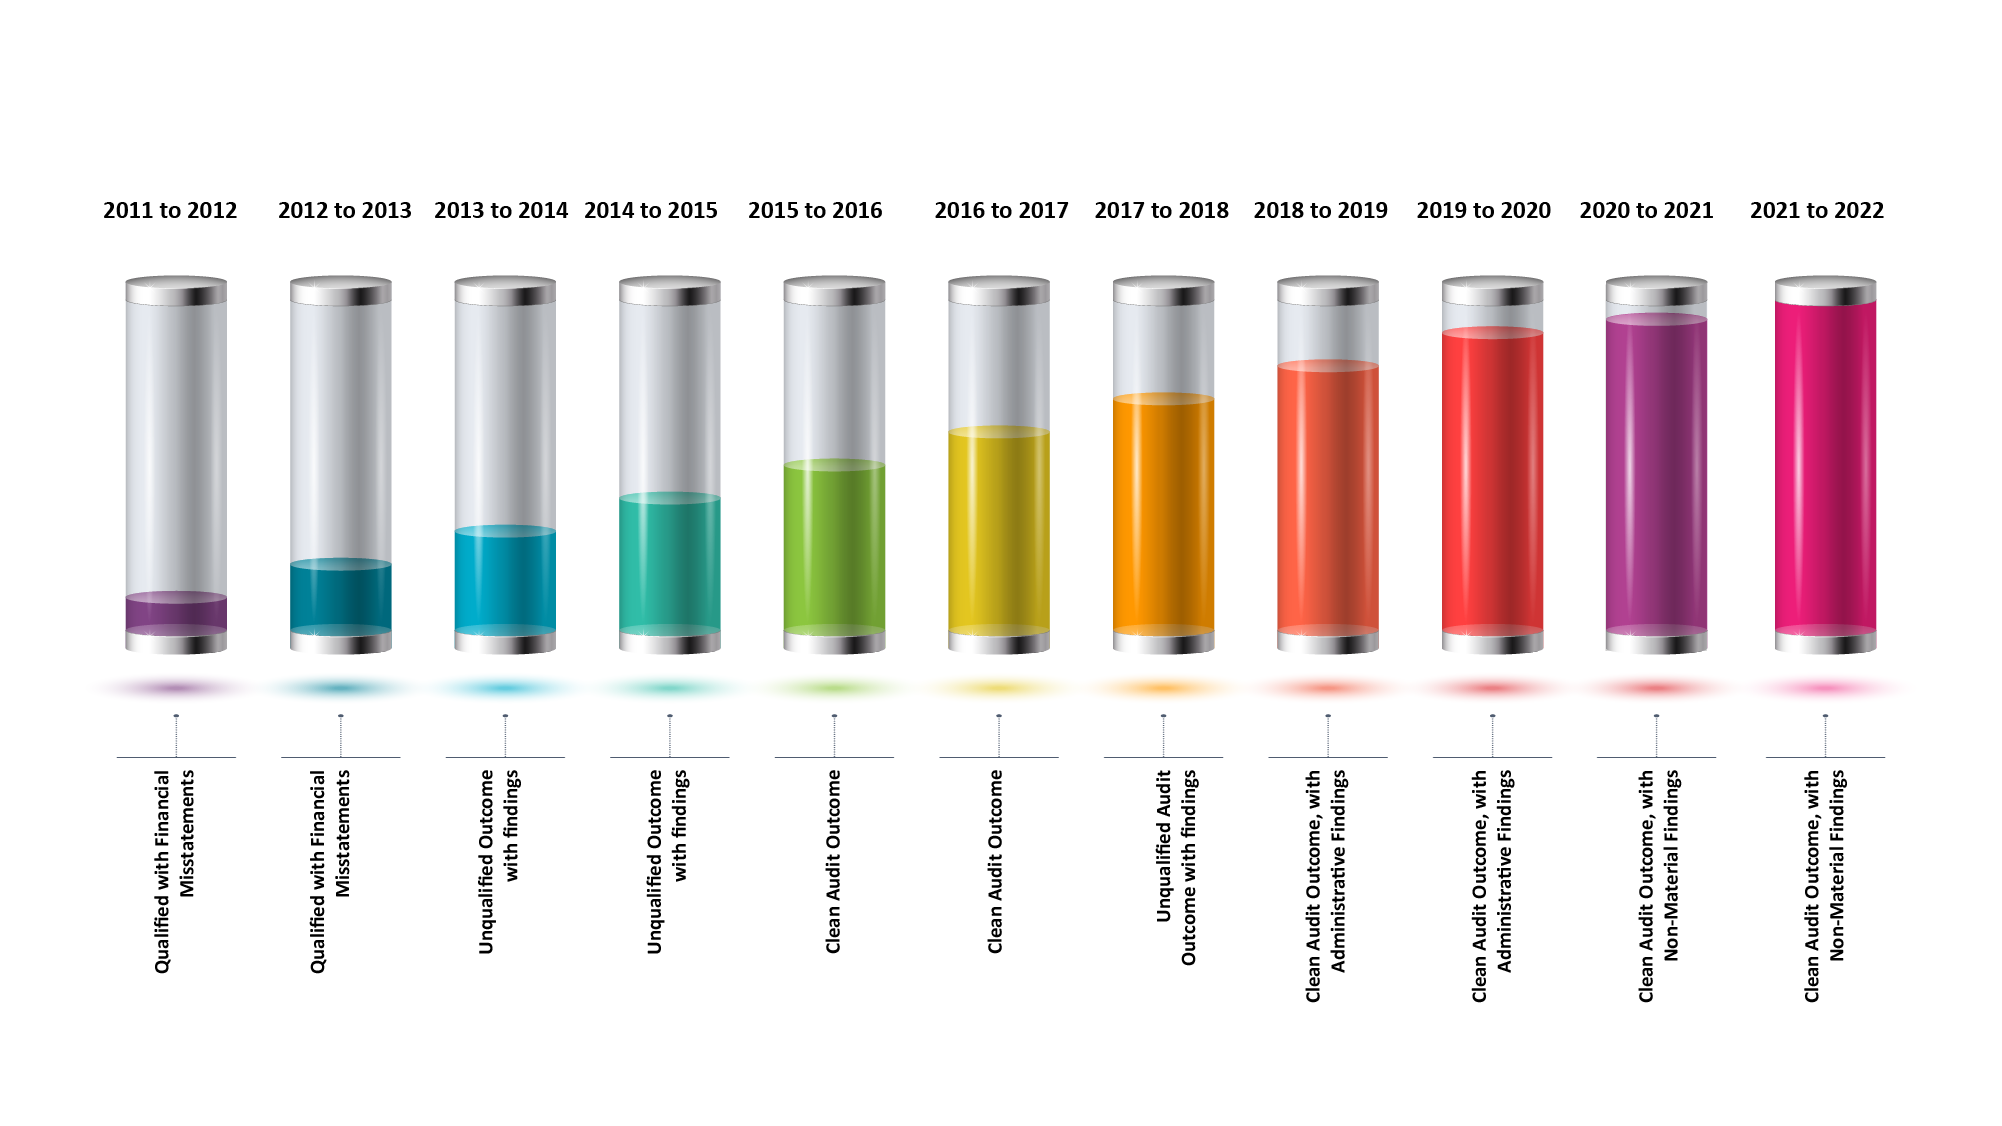 2011 to 2012
2012 to 2013
2013 to 2014
2014 to 2015
2015 to 2016
2016 to 2017
2017 to 2018
2018 to 2019
2019 to 2020
2020 to 2021
2021 to 2022
Qualified with Financial
Misstatements
Qualified with Financial
Misstatements
Unqualified Outcome
with findings
Unqualified Outcome
with findings
Clean Audit Outcome
Clean Audit Outcome
Unqualified Audit
Outcome with findings
Clean Audit Outcome, with
Administrative Findings
Clean Audit Outcome, with
Administrative Findings
Clean Audit Outcome, with
Non-Material Findings
Clean Audit Outcome, with
Non-Material Findings